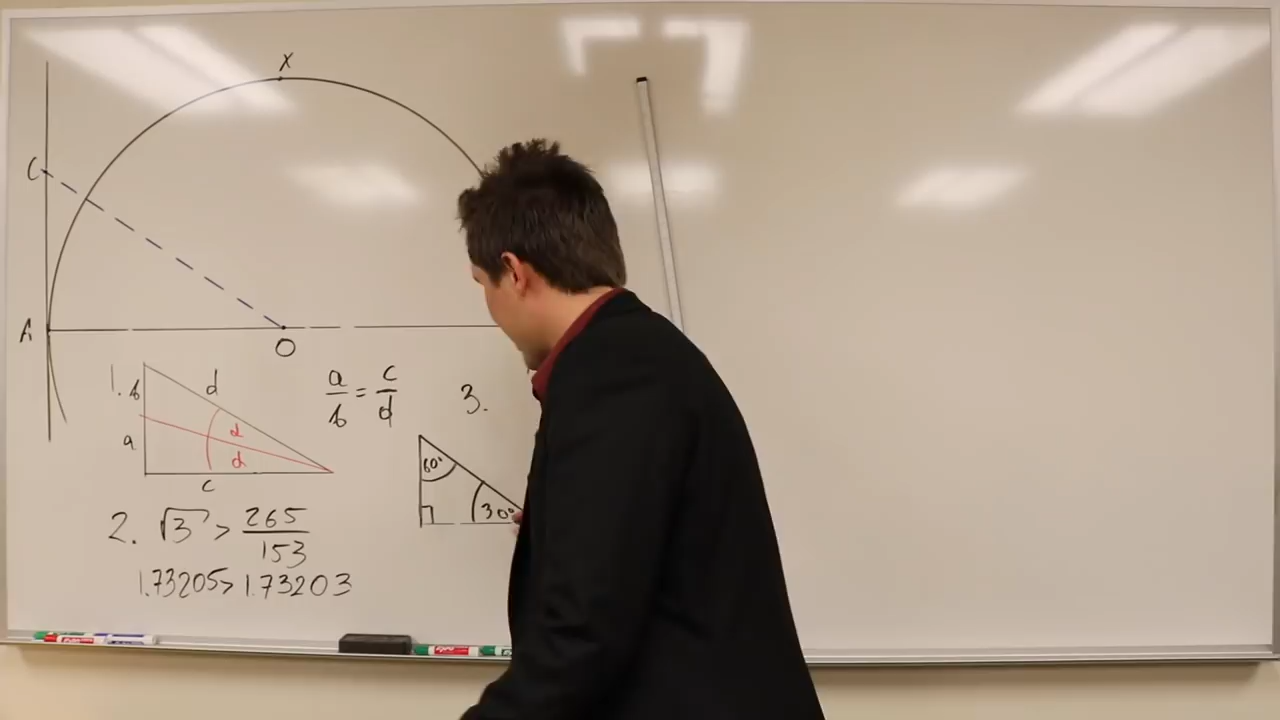 X
C
A
O
1.
b
d
a
α
α
c
a/b = c/d
3.
60°
30°
2. √3 > 265/153
1.73205 > 1.73203